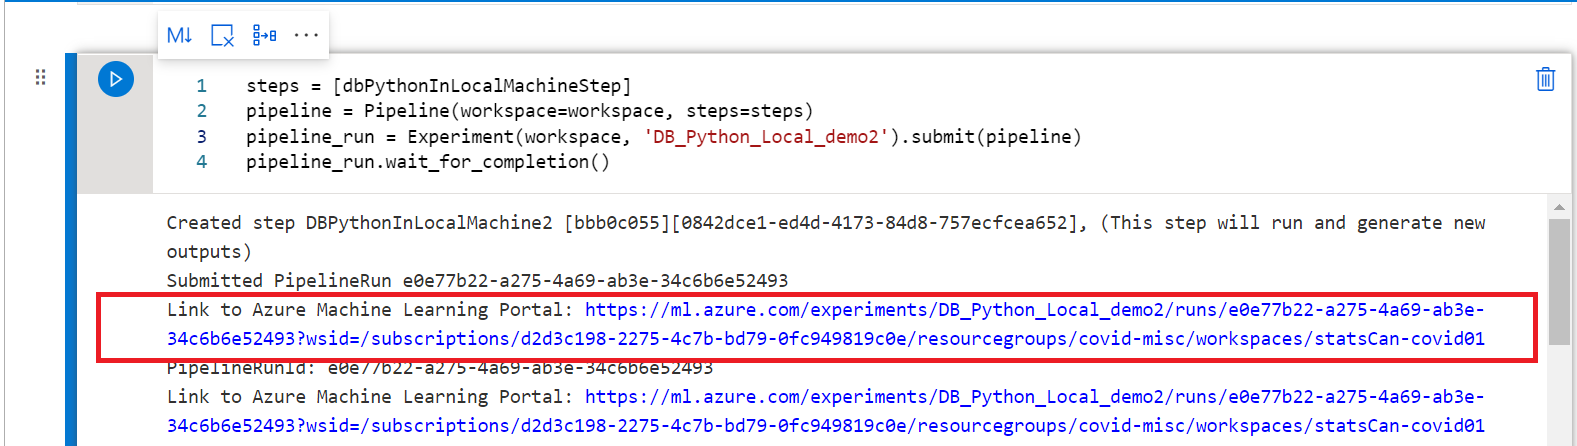 M↓
1 steps = [dbPythonInLocalMachineStep]
2 pipeline = Pipeline(workspace=workspace, steps=steps)
3 pipeline_run = Experiment(workspace, 'DB_Python_Local_demo2').submit(pipeline)
4 pipeline_run.wait_for_completion()
Created step DBPythonInLocalMachine2 [bbb0c055][0842dce1-ed4d-4173-84d8-757ecfcea652], (This step will run and generate new
outputs)
Submitted PipelineRun e0e77b22-a275-4a69-ab3e-34c6b6e52493
Link to Azure Machine Learning Portal: https://ml.azure.com/experiments/DB_Python_Local_demo2/runs/e0e77b22-a275-4a69-ab3e-
34c6b6e52493?wsid=/subscriptions/d2d3c198-2275-4c7b-bd79-0fc949819c0e/resourcegroups/covid-misc/workspaces/statsCan-covid01
PipelineRunId: e0e77b22-a275-4a69-ab3e-34c6b6e52493
Link to Azure Machine Learning Portal: https://ml.azure.com/experiments/DB_Python_Local_demo2/runs/e0e77b22-a275-4a69-ab3e-
34c6b6e52493?wsid=/subscriptions/d2d3c198-2275-4c7b-bd79-0fc949819c0e/resourcegroups/covid-misc/workspaces/statsCan-covid01